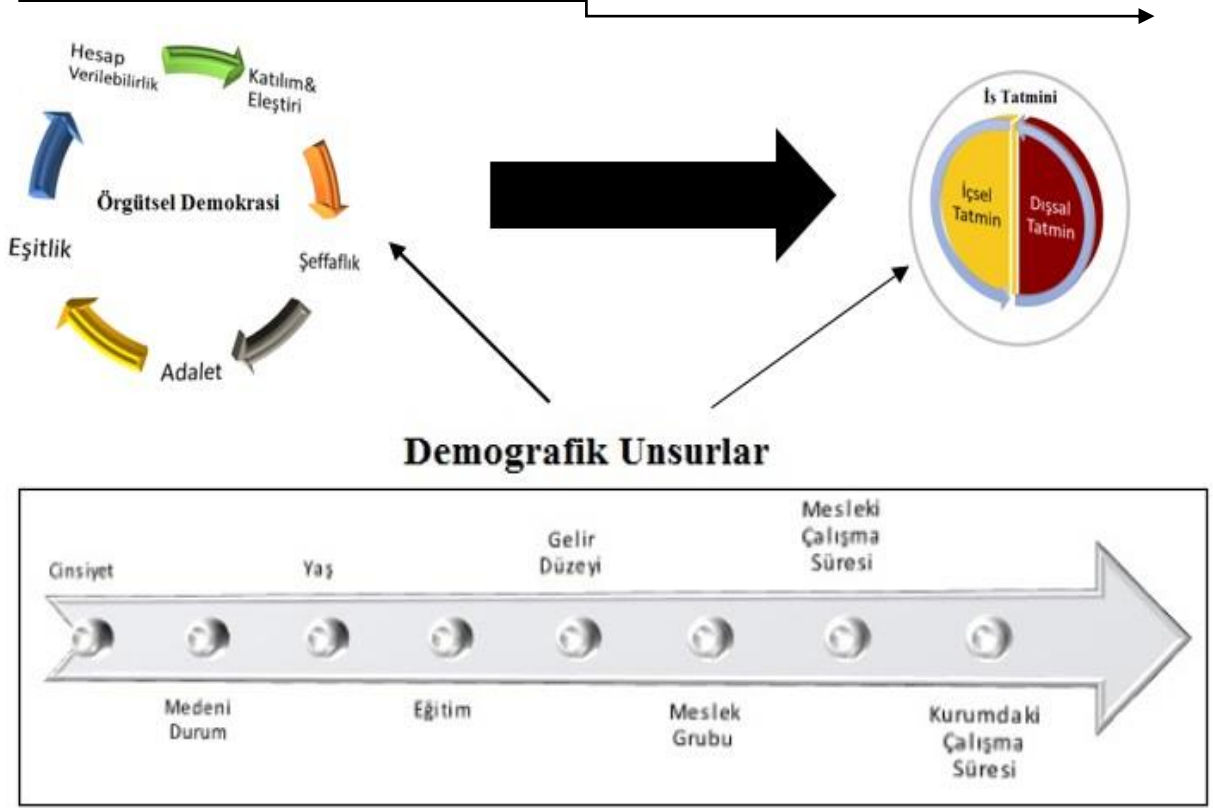 Hesap
Verilebilirlik
Katılım&
Eleştiri
Örgütsel Demokrasi
Eşitlik
Şeffaflık
Adalet
İş Tatmini
İçsel
Tatmin
Dışsal
Tatmin
Demografik Unsurlar
Cinsiyet
Medeni
Durum
Yaş
Eğitim
Gelir
Düzeyi
Meslek
Grubu
Mesleki
Çalışma
Süresi
Kurumdaki
Çalışma
Süresi